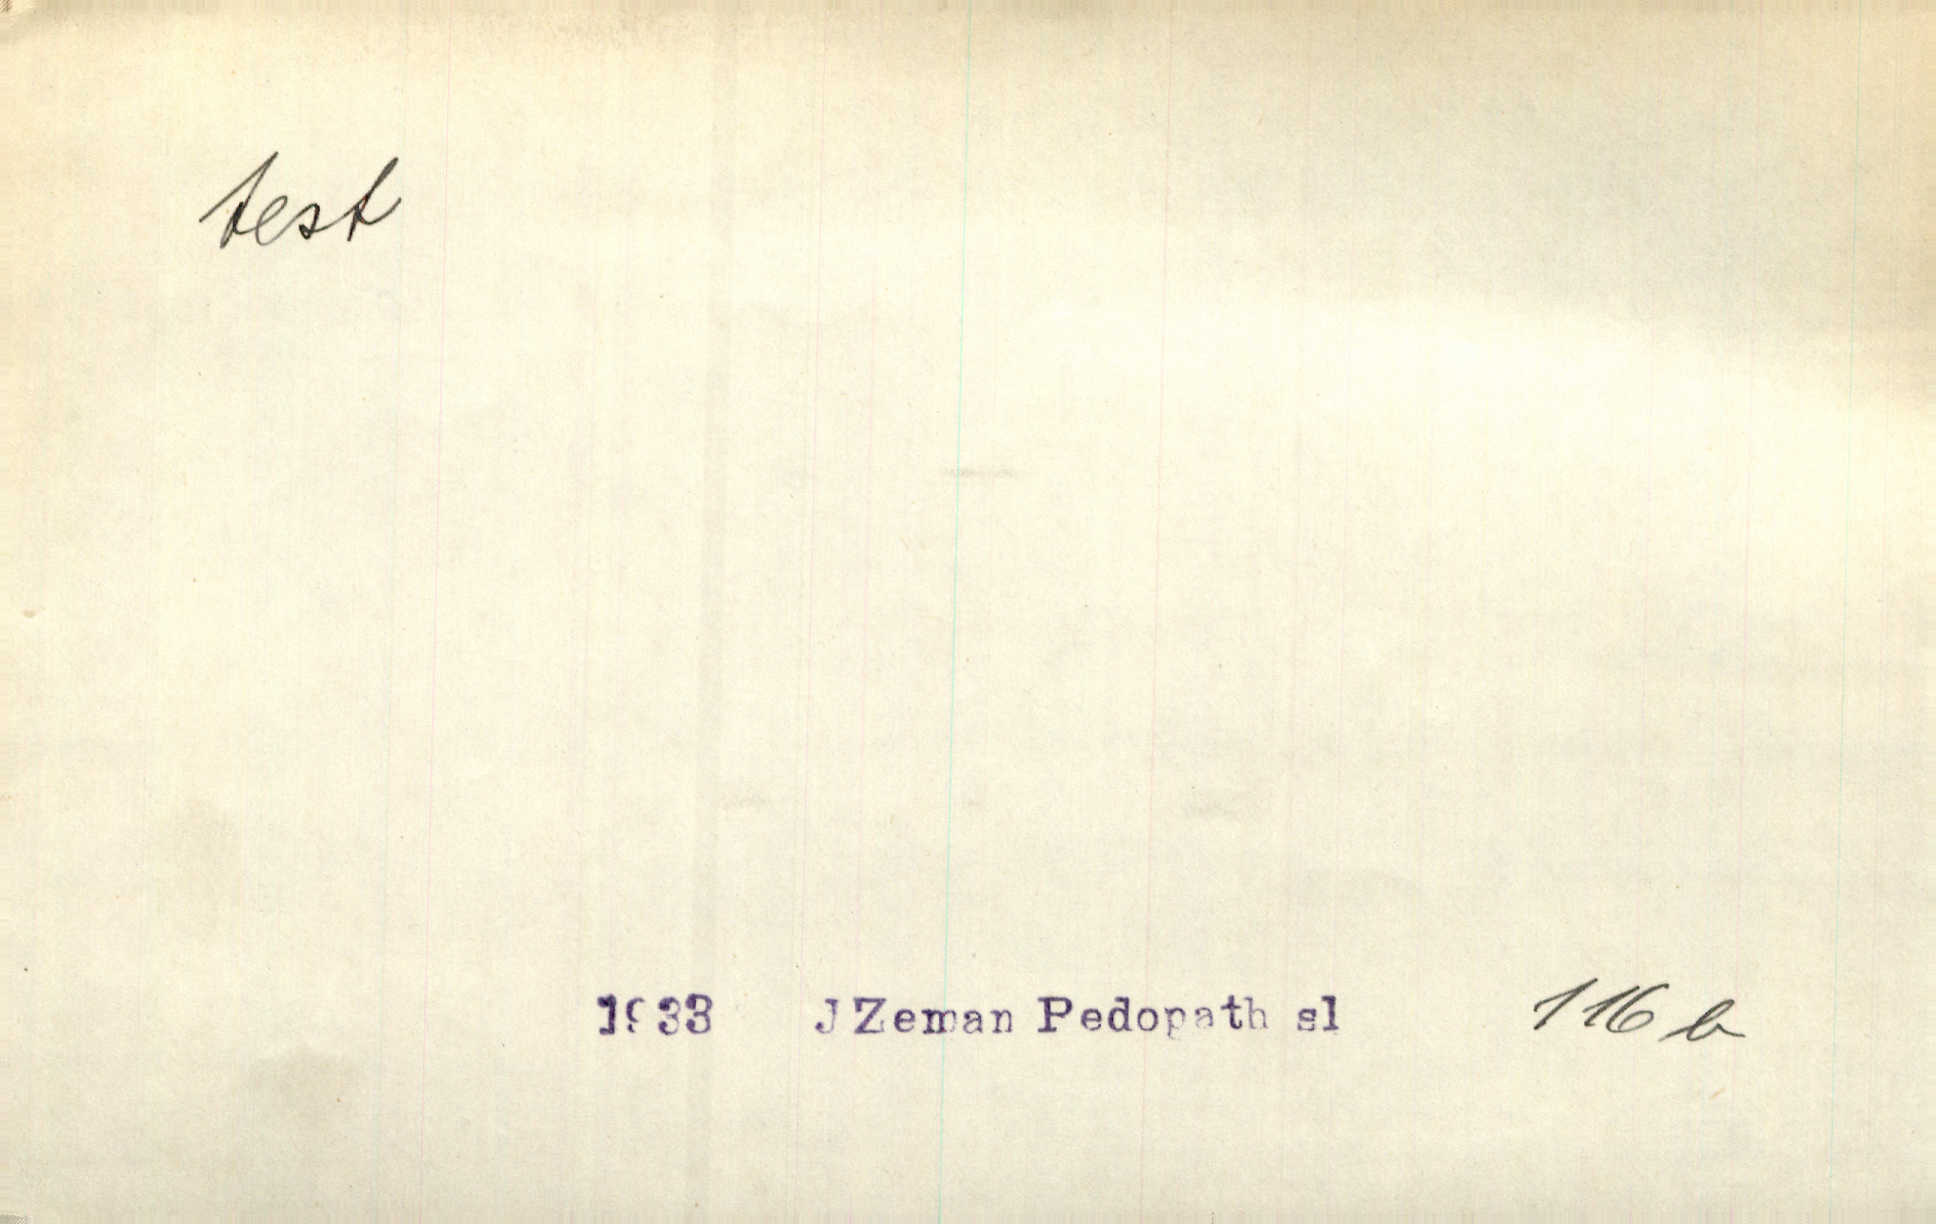 test
1933 J Zeman Pedopath sl 116 b